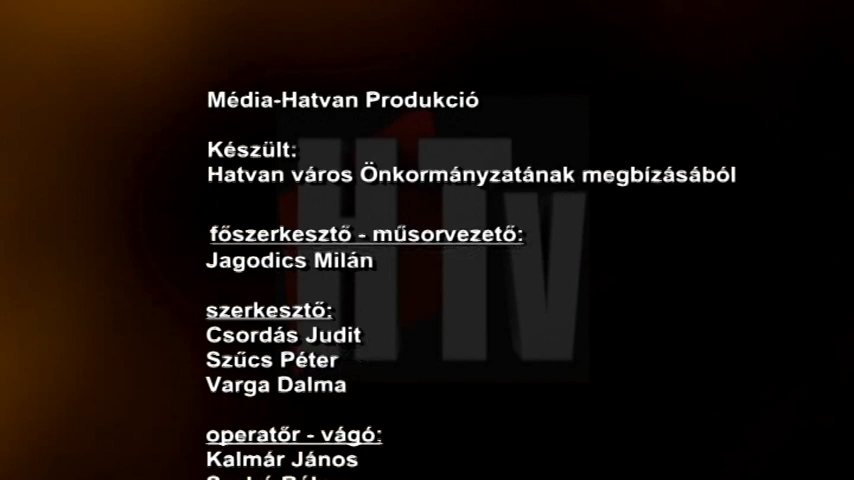 Média-Hatvan Produkció
Készült:
Hatvan város Önkormányzatának megbízásából
főszerkesztő - műsorvezető:
Jagodics Milán
szerkesztő:
Csordás Judit
Szűcs Péter
Varga Dalma
operatőr - vágó:
Kalmár János
HTv